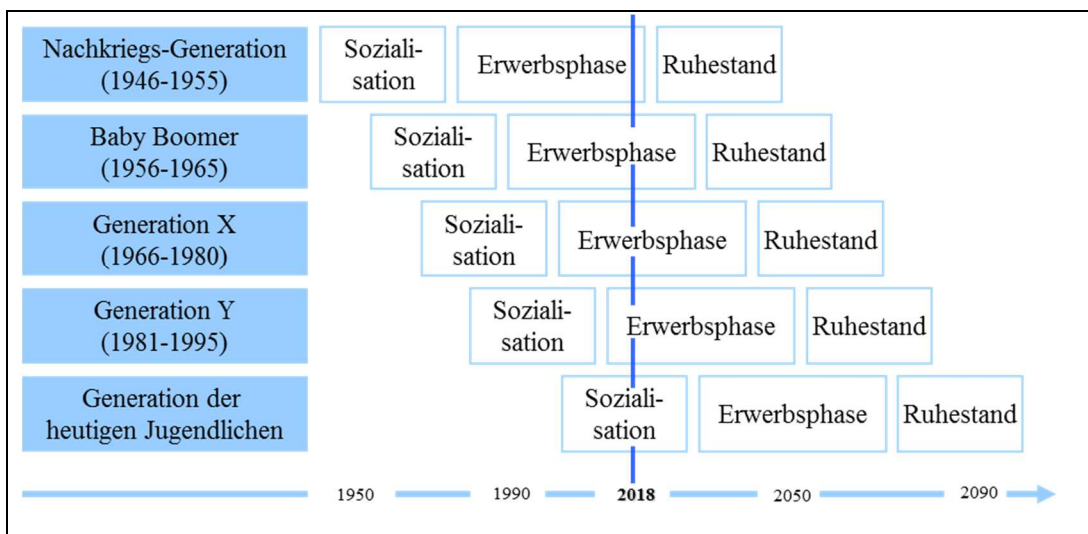 Nachkriegs-Generation
(1946-1955)
Soziali-
sation
Erwerbsphase
Ruhestand
Baby Boomer
(1956-1965)
Soziali-
sation
Erwerbsphase
Ruhestand
Generation X
(1966-1980)
Soziali-
sation
Erwerbsphase
Ruhestand
Generation Y
(1981-1995)
Soziali-
sation
Erwerbsphase
Ruhestand
Generation der
heutigen Jugendlichen
Soziali-
sation
Erwerbsphase
Ruhestand
1950 1990 2018 2050 2090